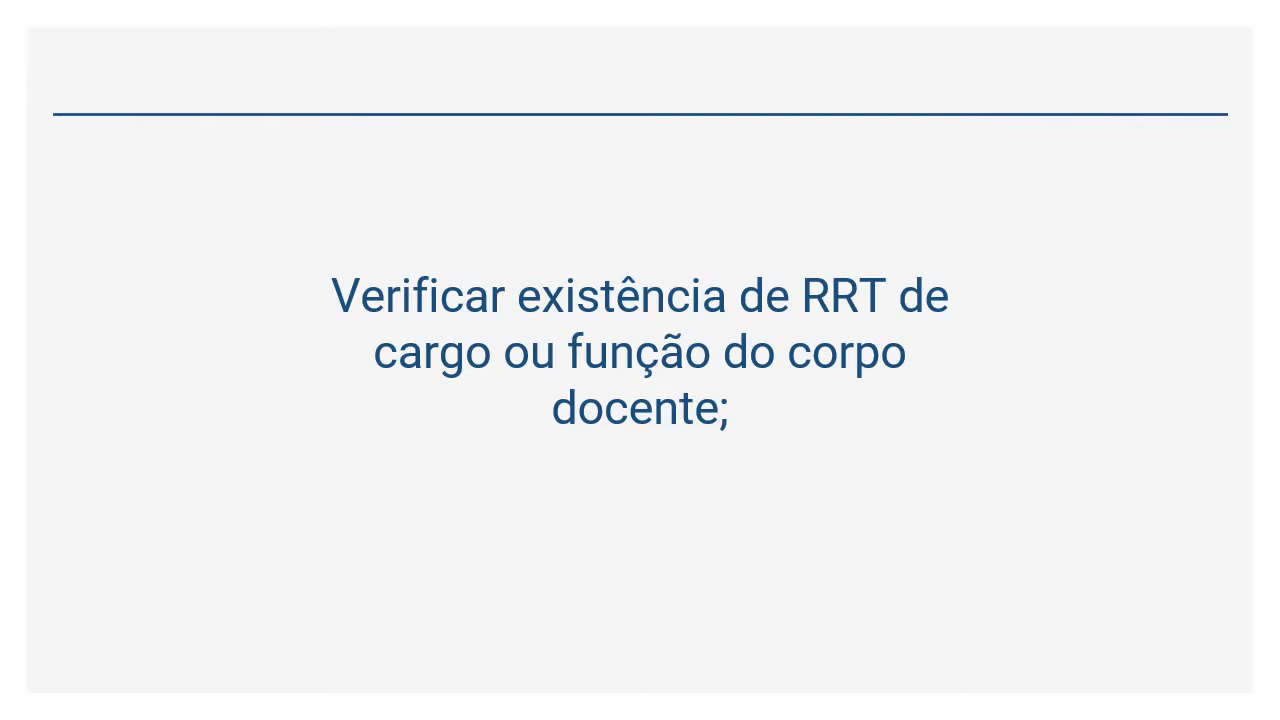 Verificar existência de RRT de
cargo ou função do corpo
docente;